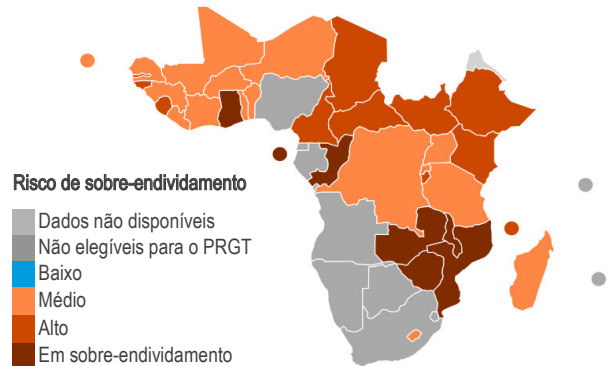 Risco de sobre-endividamento
Dados não disponíveis
Não elegíveis para o PRGT
Baixo
Médio
Alto
Em sobre-endividamento